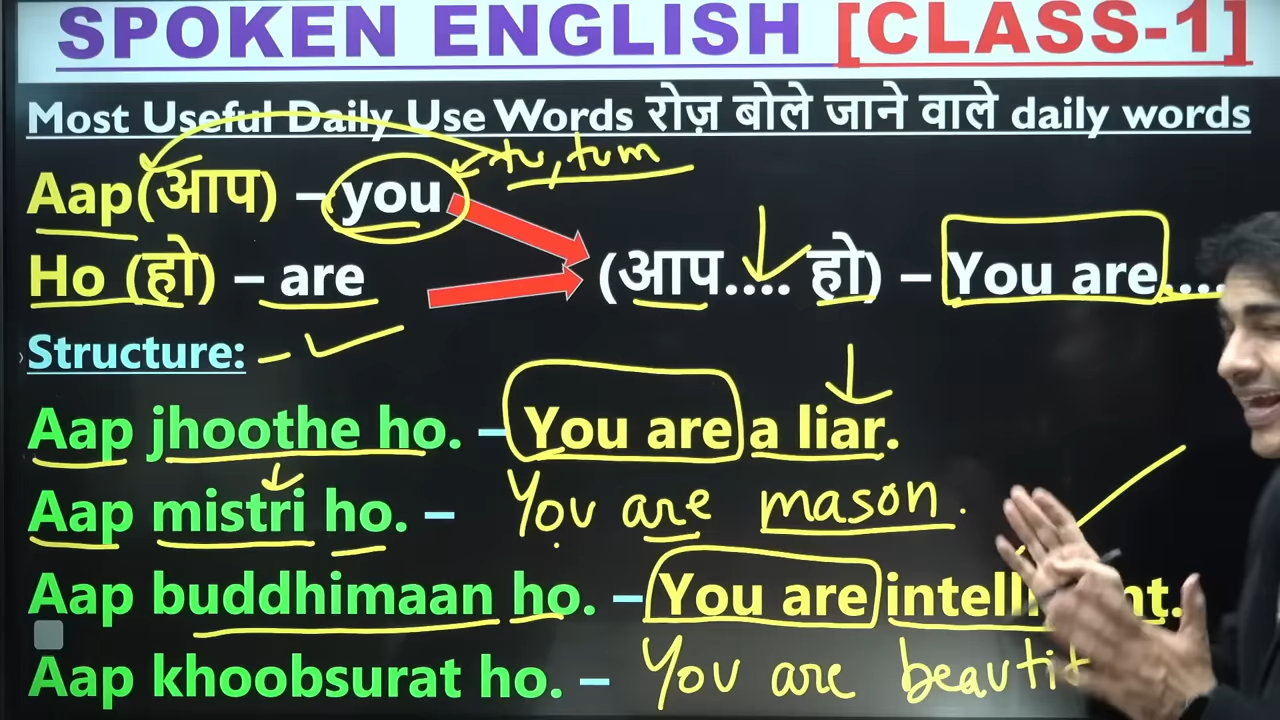 SPOKEN ENGLISH [CLASS-1]
Most Useful Daily Use Words रोज़ बोले जाने वाले daily words
tu, tum
Aap(आप) – you
Ho (हो) – are
(आप.... हो) – You are....
Structure: -
Aap jhoothe ho. – You are a liar.
Aap mistri ho. – You are mason.
Aap buddhimaan ho. – You are
Aap khoobsurat ho. – You are